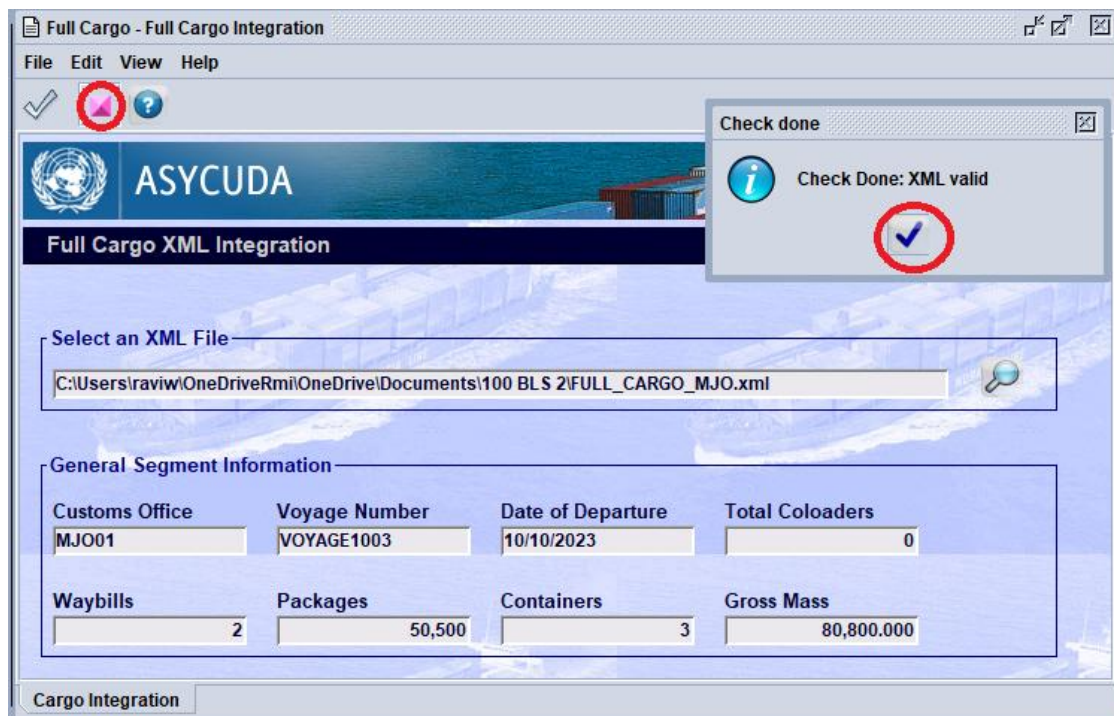 Full Cargo - Full Cargo Integration
File Edit View Help
Check done
Check Done: XML valid
ASYCUDA
Full Cargo XML Integration
Select an XML File
C:\Users\raviw\OneDriveRmi\OneDrive\Documents\100 BLS 2\FULL_CARGO_MJO.xml
General Segment Information
Customs Office Voyage Number Date of Departure Total Coloaders
MJO01 VOYAGE1003 10/10/2023 0
Waybills Packages Containers Gross Mass
2 50,500 3 80,800.000
Cargo Integration